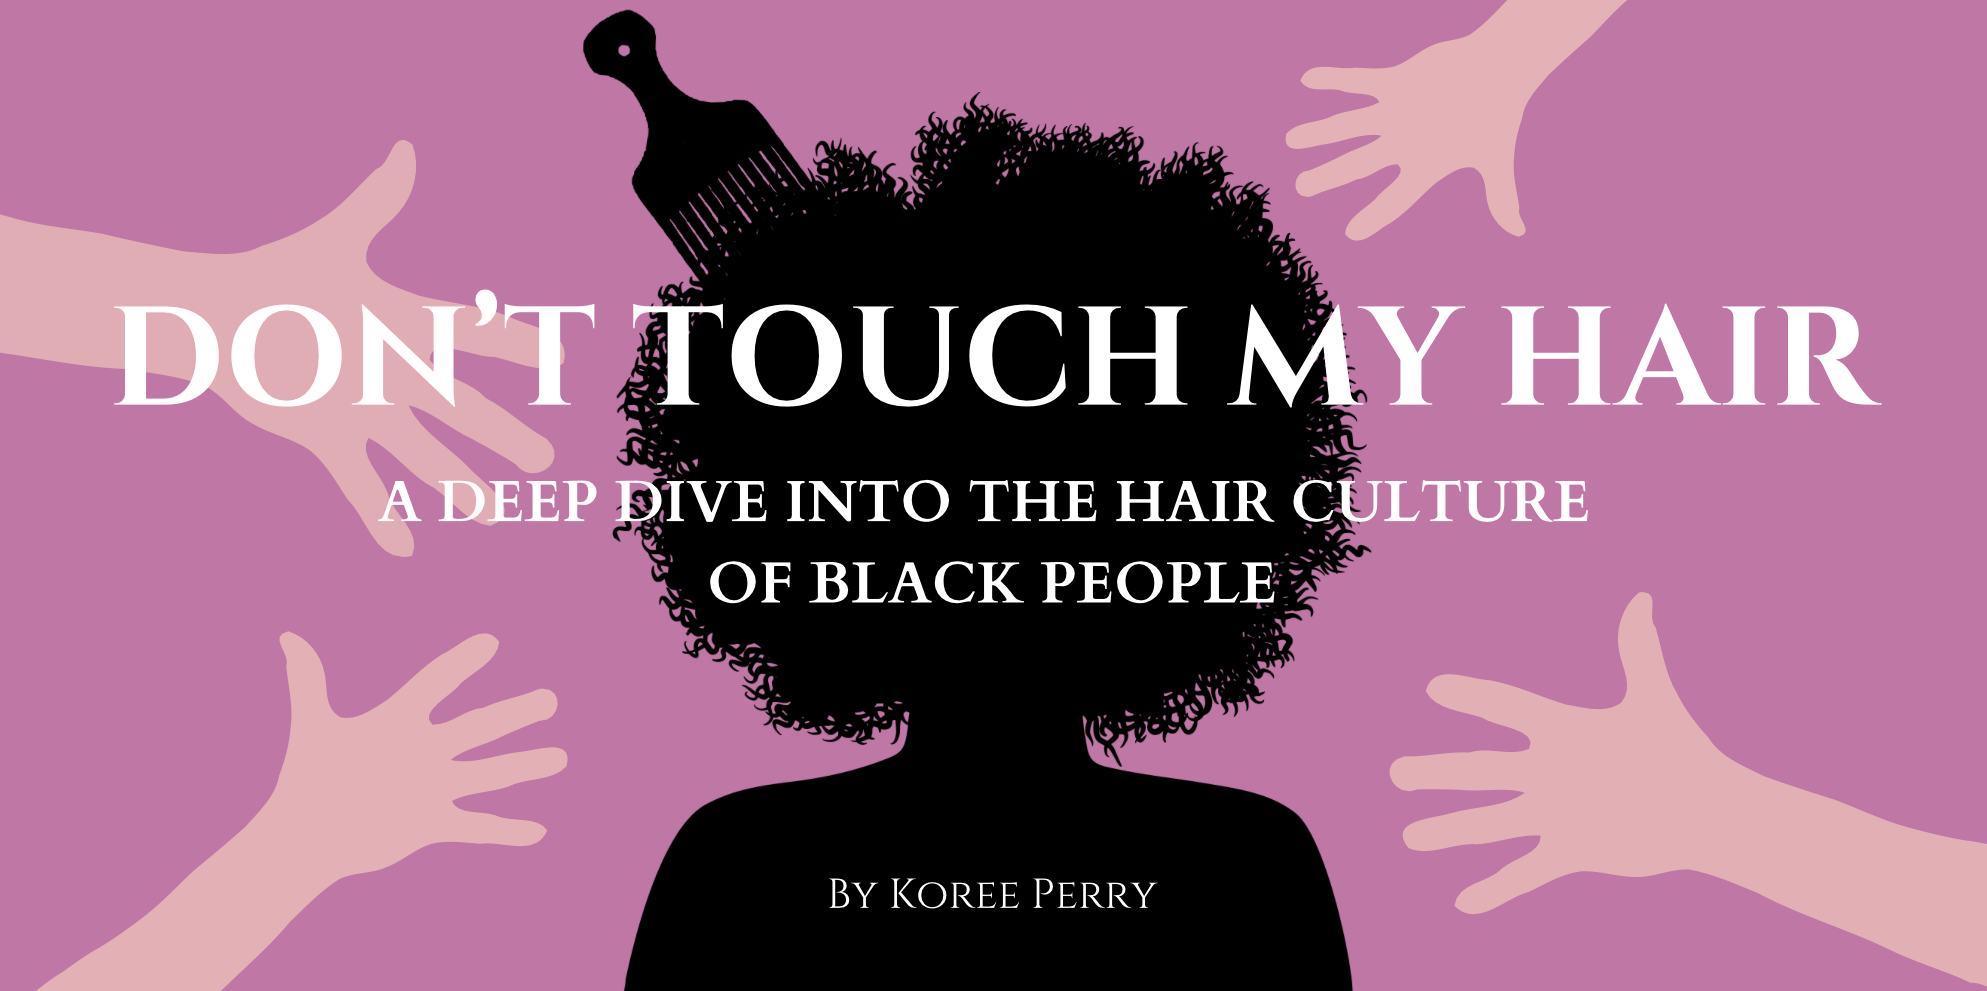 DON’T TOUCH MY HAIR
A DEEP DIVE INTO THE HAIR CULTURE
OF BLACK PEOPLE
BY KOREE PERRY